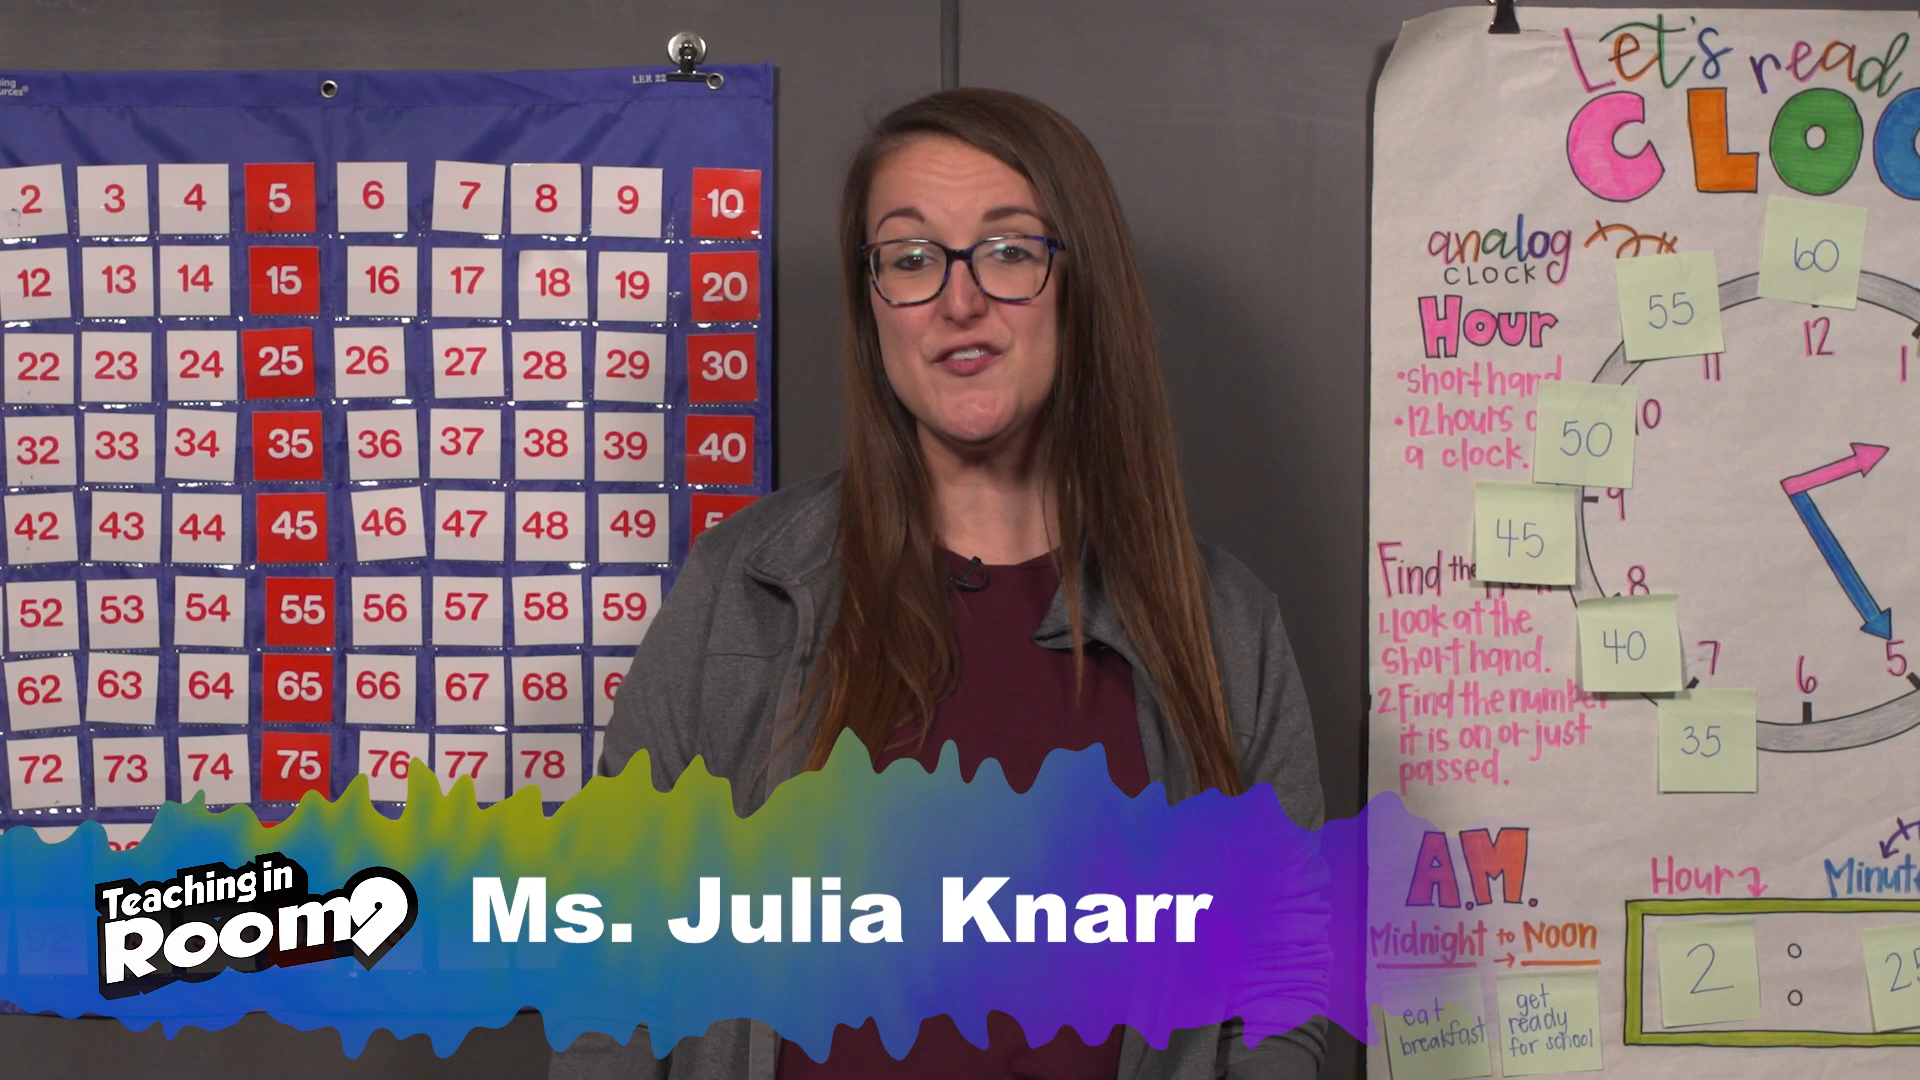 LER 22
2 3 4 5 6 7 8 9 10
12 13 14 15 16 17 18 19 20
22 23 24 25 26 27 28 29 30
32 33 34 35 36 37 38 39 40
42 43 44 45 46 47 48 49
52 53 54 55 56 57 58 59
62 63 64 65 66 67 68
72 73 74 75 76 77 78
Let's read
CLOC
analog
CLOCK
Hour
•short hand
•12 hours
a clock.
60
55
50
45
40
35
12
11
1
10
9
8
7
6
5
Find the
1. Look at the
short hand.
2. Find the number
it is on or just
passed.
A.M.
Midnight to Noon
eat
breakfast
get
ready
for school
Hour
Minut
2 : 25
Teaching in
Room 9
Ms. Julia Knarr